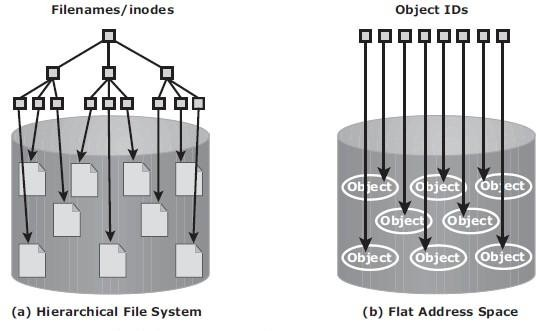 Filenames/inodes
Object IDs
Object Object Object
Object Object
Object Object Object
(a) Hierarchical File System
(b) Flat Address Space